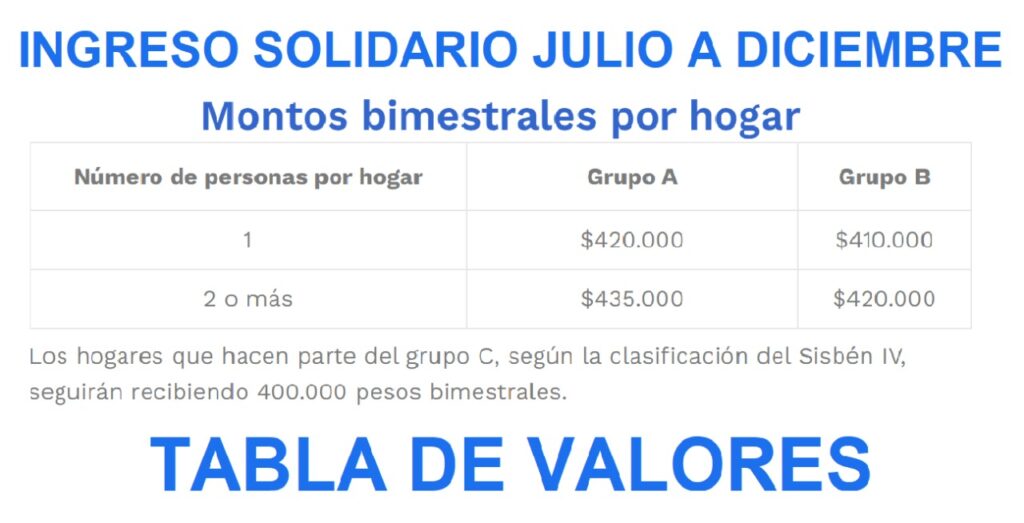 INGRESO SOLIDARIO JULIO A DICIEMBRE
Montos bimestrales por hogar
Número de personas por hogar Grupo A Grupo B
1 $420.000 $410.000
2 o más $435.000 $420.000
Los hogares que hacen parte del grupo C, según la clasificación del Sisbén IV,
seguirán recibiendo 400.000 pesos bimestrales.
TABLA DE VALORES